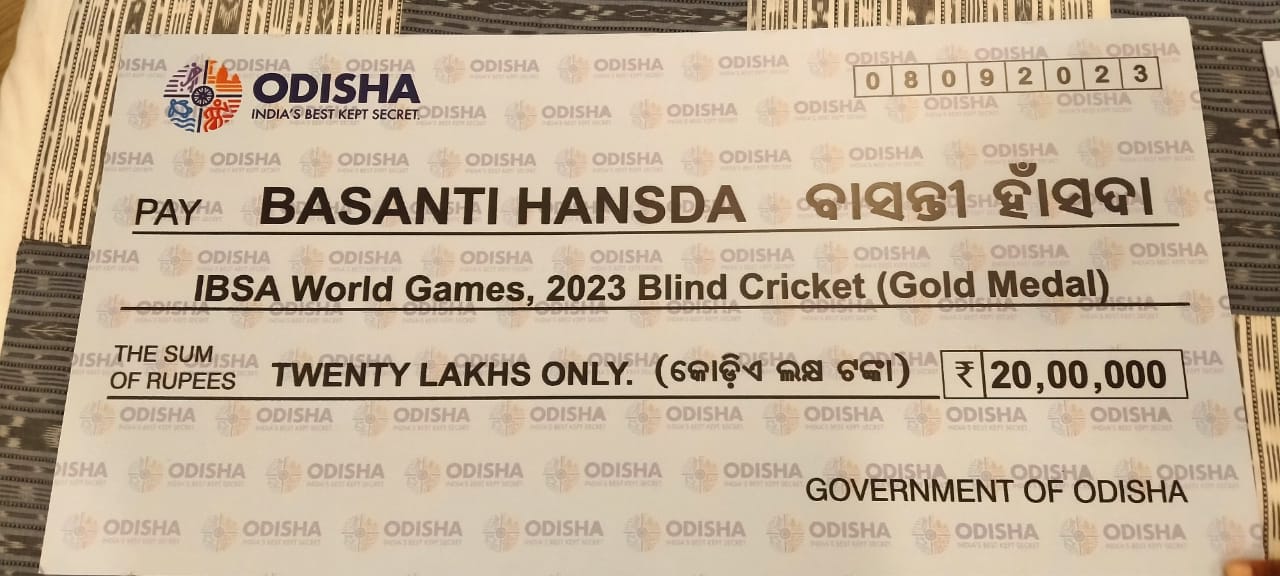 ODISHA
INDIA'S BEST KEPT SECRET
08092023
PAY BASANTI HANSDA ବାସନ୍ତୀ ହାଁସଦା
IBSA World Games, 2023 Blind Cricket (Gold Medal)
THE SUM
OF RUPEES TWENTY LAKHS ONLY. (କୋଡ଼ିଏ ଲକ୍ଷ ଟଙ୍କା) ₹ 20,00,000
GOVERNMENT OF ODISHA